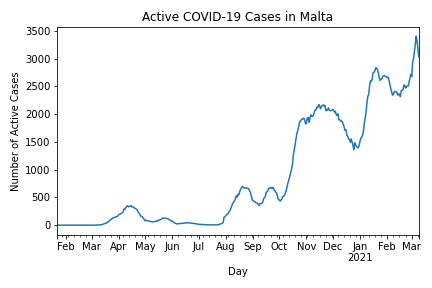 Active COVID-19 Cases in Malta
3500
3000
2500
2000
1500
1000
500
0
Number of Active Cases
Feb Mar Apr May Jun Jul Aug Sep Oct Nov Dec Jan Mar
2021
Day